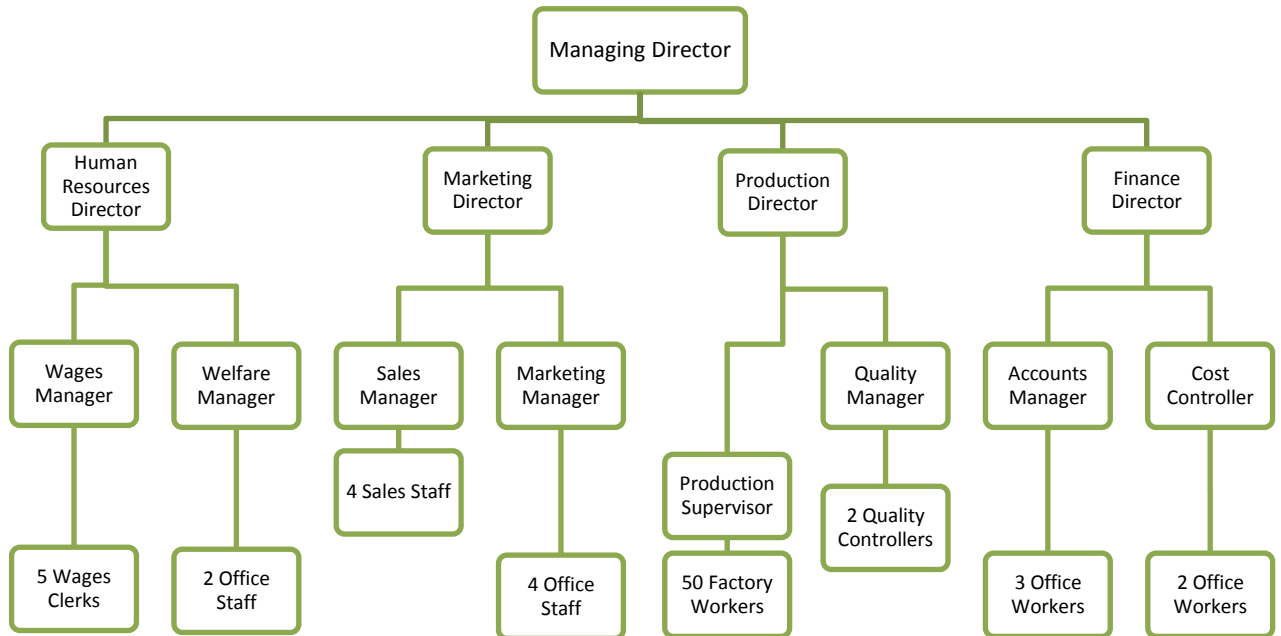 Managing Director
Human
Resources
Director
Marketing
Director
Production
Director
Finance
Director
Wages
Manager
Welfare
Manager
Sales
Manager
Marketing
Manager
Quality
Manager
Accounts
Manager
Cost
Controller
4 Sales Staff
Production
Supervisor
2 Quality
Controllers
5 Wages
Clerks
2 Office
Staff
4 Office
Staff
50 Factory
Workers
3 Office
Workers
2 Office
Workers